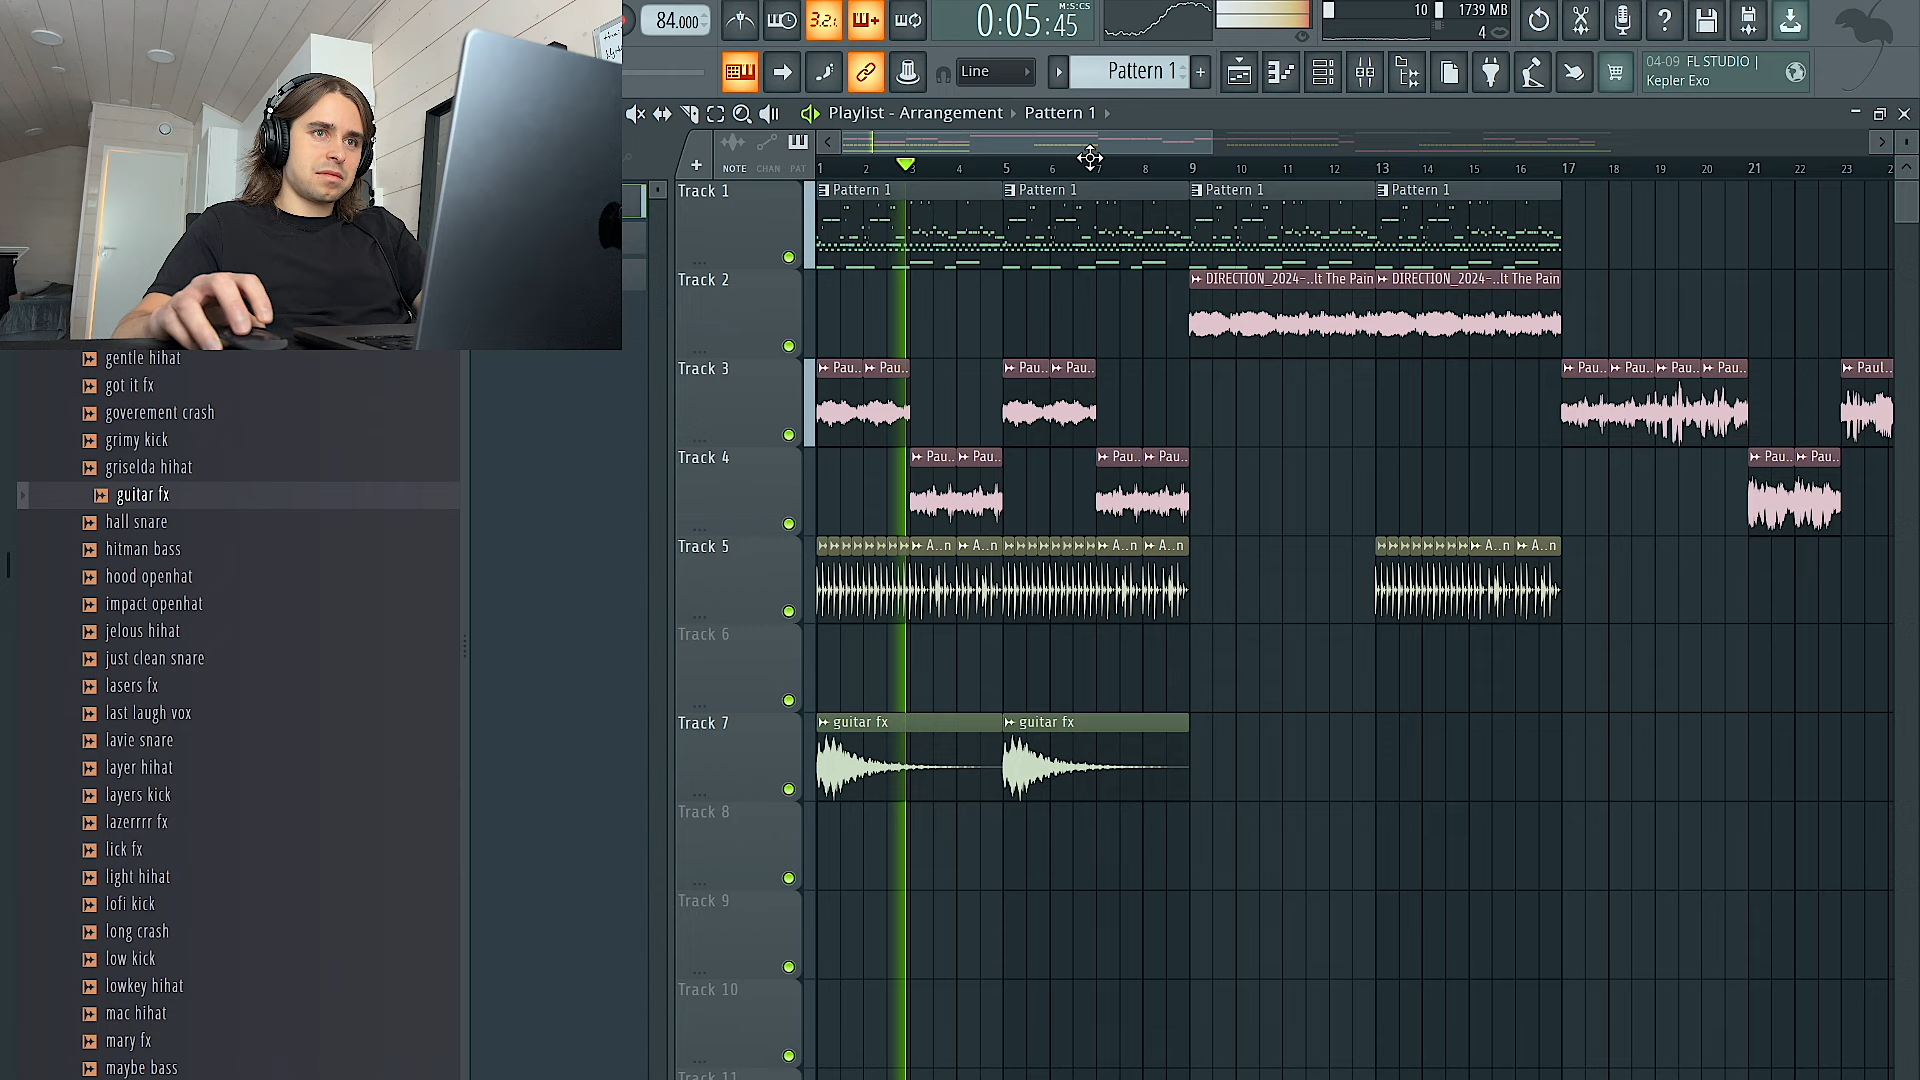 84.000
3.2.
0:05:45
M:S:CS
10
1739 MB
4
Line
Pattern 1
+
04-09 FL STUDIO |
Kepler Exo
Playlist - Arrangement › Pattern 1 ›
+
NOTE CHAN PAT
1 2 3 4 5 6 7 8 9 10 11 12 13 14 15 16 17 18 19 20 21 22 23
Track 1
Pattern 1
Pattern 1
Pattern 1
Pattern 1
Track 2
DIRECTION_2024-..lt The Pain
DIRECTION_2024-..lt The Pain
Track 3
Pau..
Pau..
Pau..
Pau..
Pau..
Pau..
Pau..
Pau..
Paul..
Track 4
Pau..
Pau..
Pau..
Pau..
Pau..
Pau..
Track 5
A..n
A..n
A..n
A..n
A..n
A..n
Track 6
Track 7
guitar fx
guitar fx
Track 8
Track 9
Track 10
Track 11
gentle hihat
got it fx
goverement crash
grimy kick
griselda hihat
guitar fx
hall snare
hitman bass
hood openhat
impact openhat
jelous hihat
just clean snare
lasers fx
last laugh vox
lavie snare
layer hihat
layers kick
lazerrrr fx
lick fx
light hihat
lofi kick
long crash
low kick
lowkey hihat
mac hihat
mary fx
maybe bass